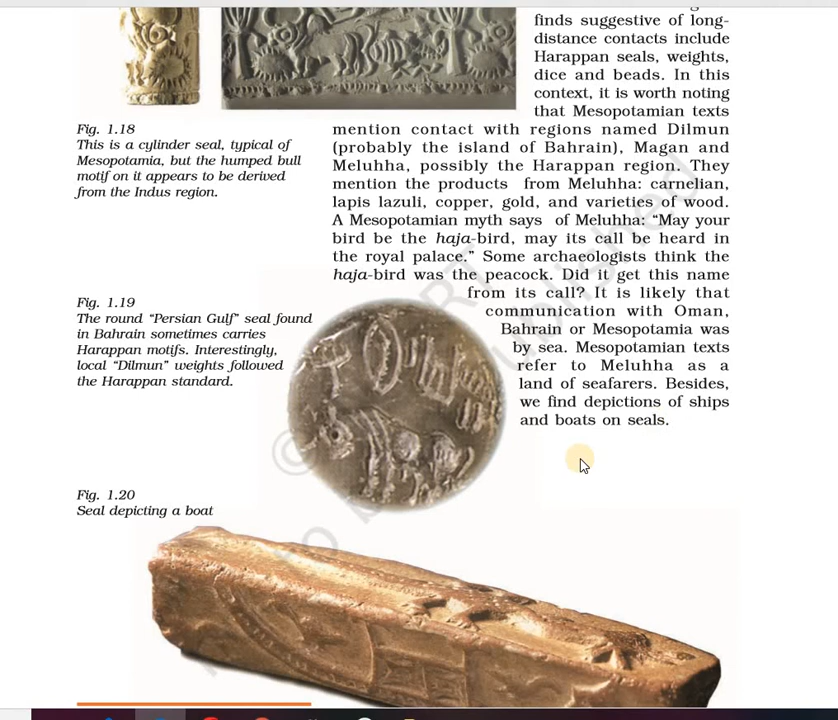 finds suggestive of long-
distance contacts include
Harappan seals, weights,
dice and beads. In this
context, it is worth noting
that Mesopotamian texts
mention contact with regions named Dilmun
(probably the island of Bahrain), Magan and
Meluhha, possibly the Harappan region. They
mention the products from Meluhha: carnelian,
lapis lazuli, copper, gold, and varieties of wood.
A Mesopotamian myth says of Meluhha: “May your
bird be the haja-bird, may its call be heard in
the royal palace.” Some archaeologists think the
haja-bird was the peacock. Did it get this name
from its call? It is likely that
communication with Oman,
Bahrain or Mesopotamia was
by sea. Mesopotamian texts
refer to Meluhha as a
land of seafarers. Besides,
we find depictions of ships
and boats on seals.
Fig. 1.18
This is a cylinder seal, typical of
Mesopotamia, but the humped bull
motif on it appears to be derived
from the Indus region.
Fig. 1.19
The round “Persian Gulf” seal found
in Bahrain sometimes carries
Harappan motifs. Interestingly,
local “Dilmun” weights followed
the Harappan standard.
Fig. 1.20
Seal depicting a boat